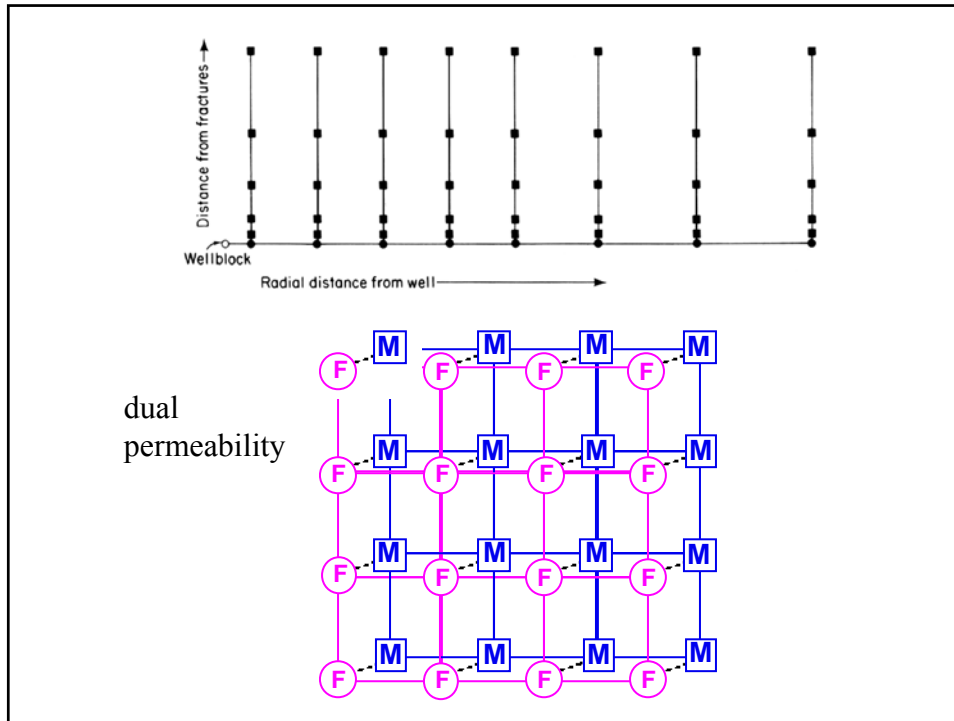 Distance from fractures
Wellblock
Radial distance from well
M M M M
F F F F
dual
permeability
M M M M
F F F F
M M M M
F F F F
M M M M
F F F F